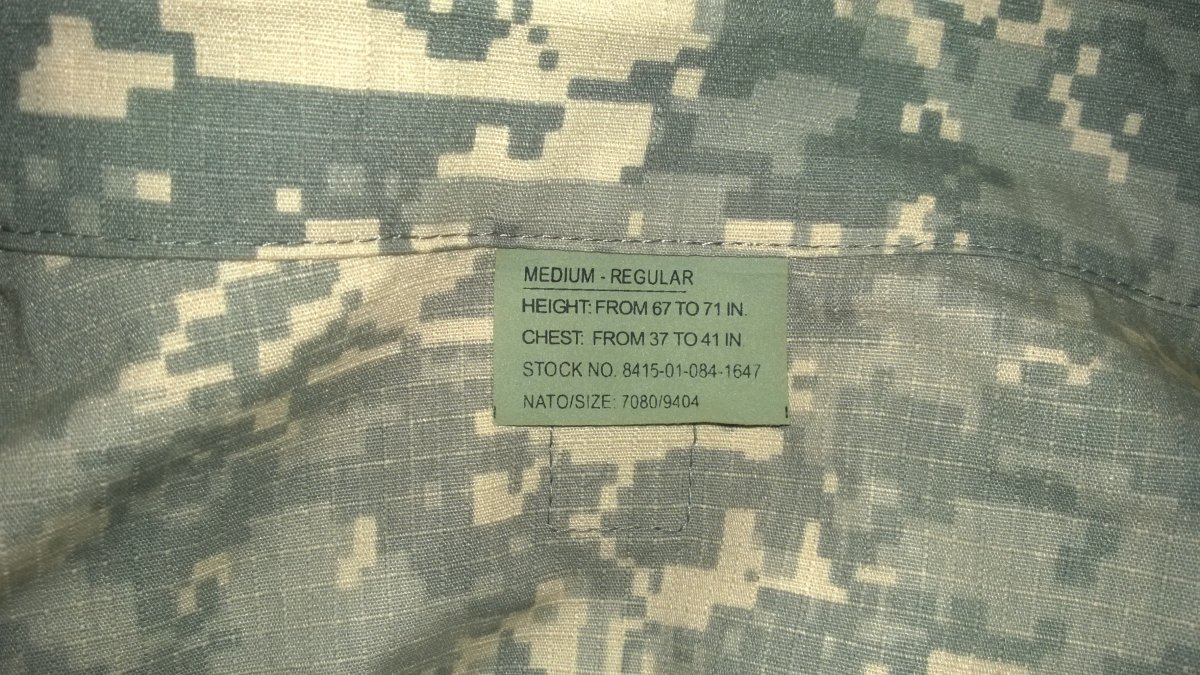 MEDIUM - REGULAR
HEIGHT: FROM 67 TO 71 IN.
CHEST: FROM 37 TO 41 IN
STOCK NO. 8415-01-084-1647
NATO/SIZE: 7080/9404